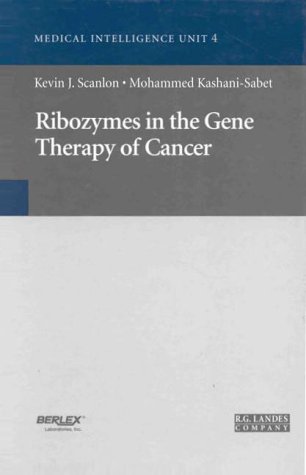 MEDICAL INTELLIGENCE UNIT 4
Kevin J. Scanlon • Mohammed Kashani-Sabet
Ribozymes in the Gene
Therapy of Cancer
BERLEX®
Laboratories, Inc.
R.G. LANDES
COMPANY